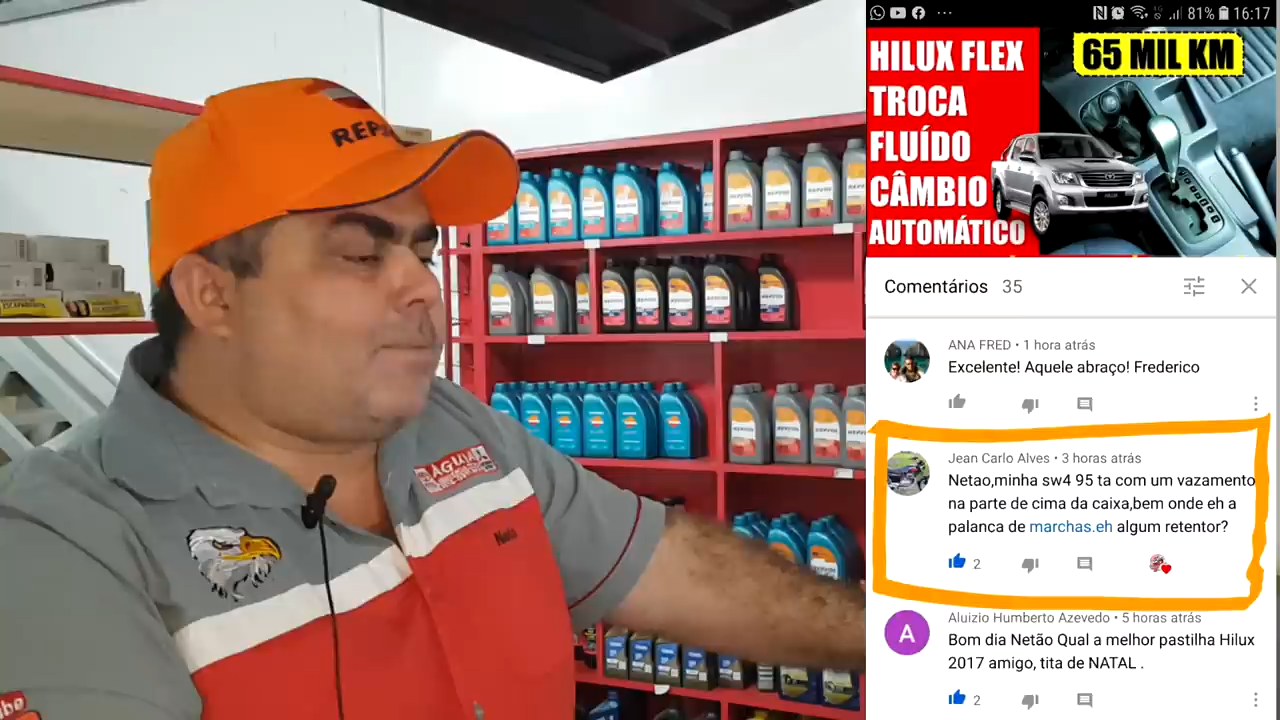 REPSOL
ÁGUIA
Neto
81% 16:17
HILUX FLEX
TROCA
FLUÍDO
CÂMBIO
AUTOMÁTICO
65 MIL KM
Comentários 35
ANA FRED • 1 hora atrás
Excelente! Aquele abraço! Frederico
Jean Carlo Alves • 3 horas atrás
Netao,minha sw4 95 ta com um vazamento
na parte de cima da caixa,bem onde eh a
palanca de marchas.eh algum retentor?
2
A
Aluizio Humberto Azevedo • 5 horas atrás
Bom dia Netão Qual a melhor pastilha Hilux
2017 amigo, tita de NATAL .
2